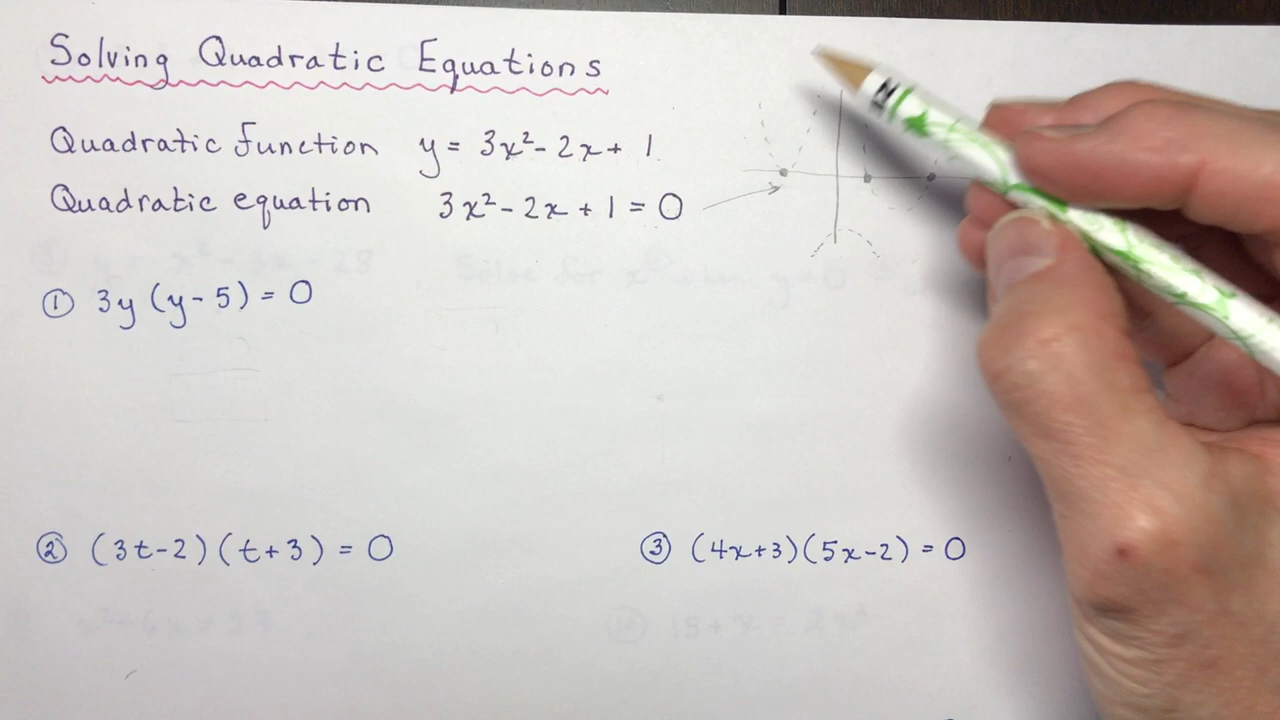 Solving Quadratic Equations
Quadratic function y = 3x² - 2x + 1
Quadratic equation 3x² - 2x + 1 = 0
① 3y (y - 5) = 0
② (3t - 2) (t + 3) = 0
③ (4x + 3)(5x - 2) = 0